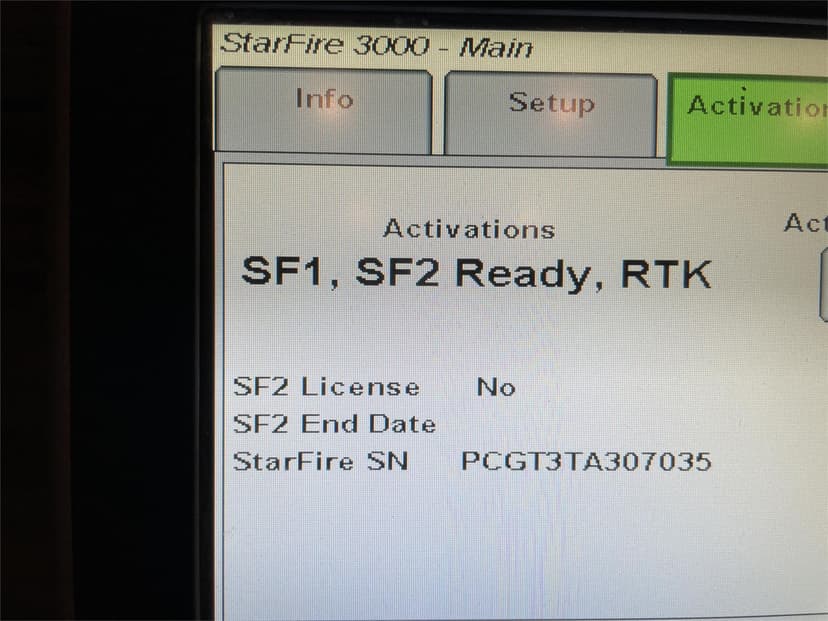 StarFire 3000 - Main
Info
Setup
Activations
SF1, SF2 Ready, RTK
SF2 License No
SF2 End Date
StarFire SN PCGT3TA307035